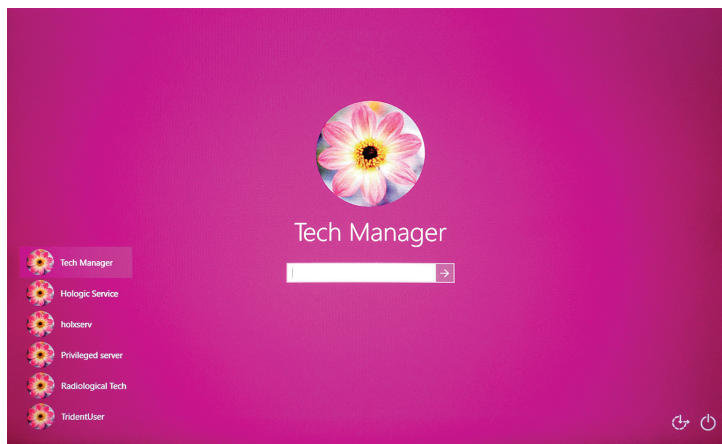 Tech Manager
Tech Manager
Hologic Service
holxserv
Privileged server
Radiological Tech
TridentUser